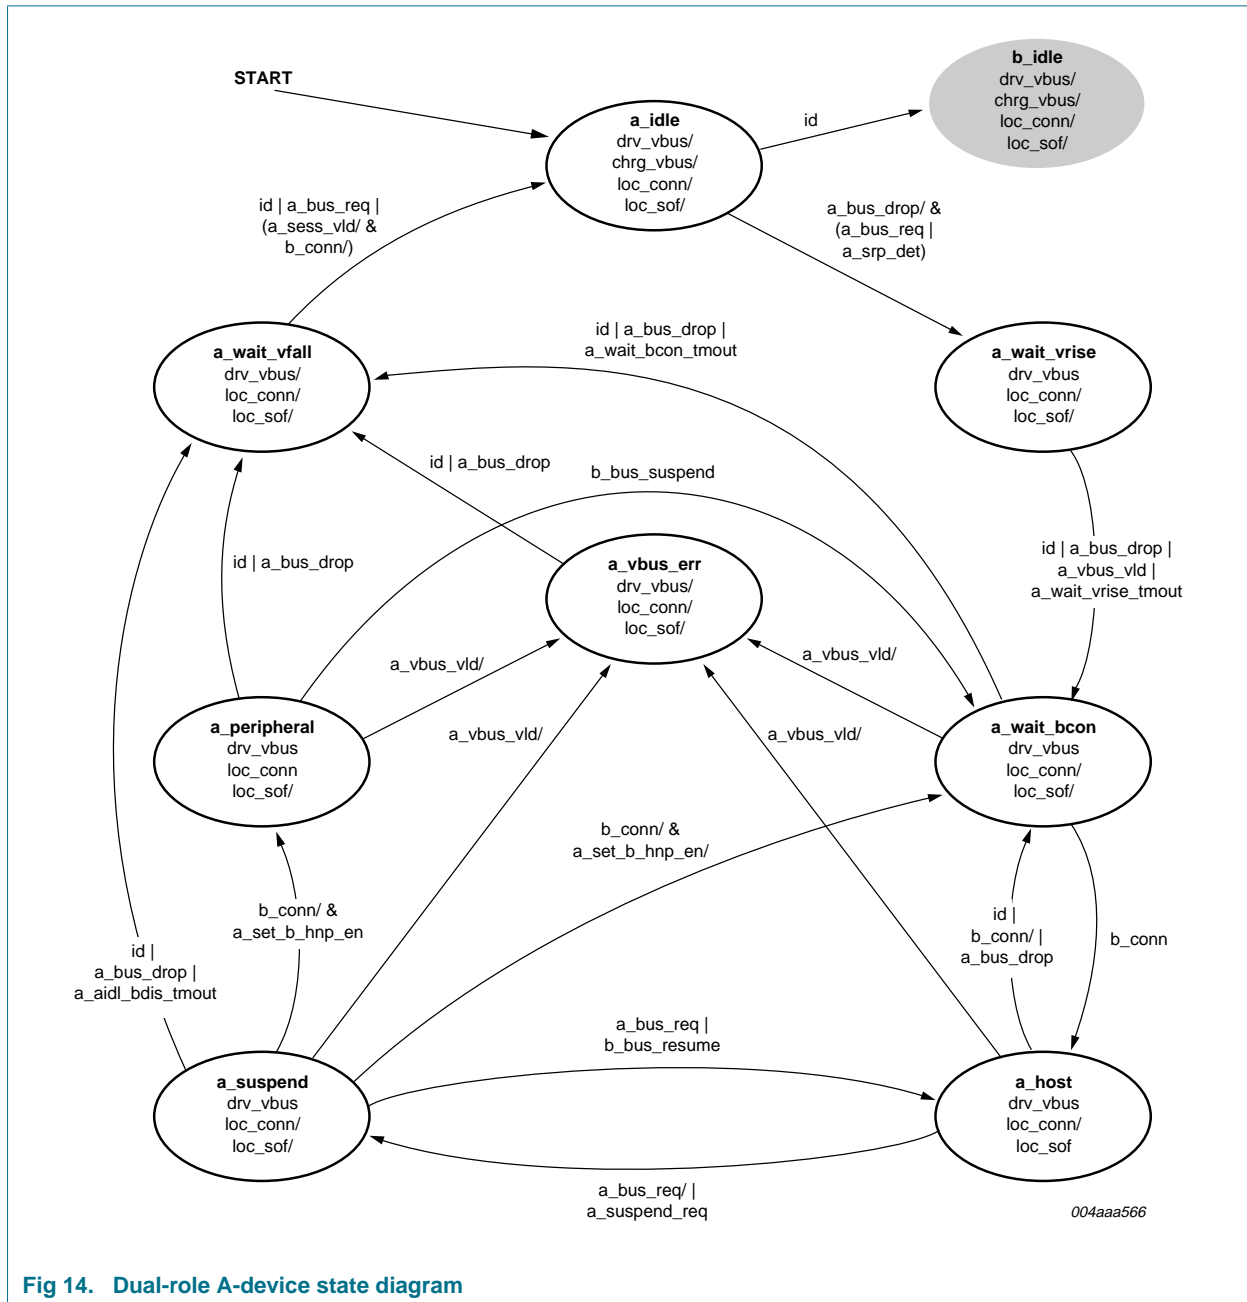 START
b_idle
drv_vbus/
chrg_vbus/
loc_conn/
loc_sof/
a_idle
drv_vbus/
chrg_vbus/
loc_conn/
loc_sof/
id
id | a_bus_req |
(a_sess_vld/ &
b_conn/)
a_bus_drop/ &
(a_bus_req |
a_srp_det)
a_wait_vfall
drv_vbus/
loc_conn/
loc_sof/
id | a_bus_drop |
a_wait_bcon_tmout
a_wait_vrise
drv_vbus
loc_conn/
loc_sof/
id | a_bus_drop
b_bus_suspend
id | a_bus_drop
a_vbus_err
drv_vbus/
loc_conn/
loc_sof/
id | a_bus_drop |
a_vbus_vld |
a_wait_vrise_tmout
a_vbus_vld/
a_vbus_vld/
a_peripheral
drv_vbus
loc_conn
loc_sof/
a_vbus_vld/
a_vbus_vld/
a_wait_bcon
drv_vbus
loc_conn/
loc_sof/
b_conn/ &
a_set_b_hnp_en/
b_conn/ &
a_set_b_hnp_en
id |
a_bus_drop |
a_aidl_bdis_tmout
id |
b_conn/ |
a_bus_drop
b_conn
a_bus_req |
b_bus_resume
a_suspend
drv_vbus
loc_conn/
loc_sof/
a_host
drv_vbus
loc_conn/
loc_sof
a_bus_req/ |
a_suspend_req
004aaa566
Fig 14. Dual-role A-device state diagram